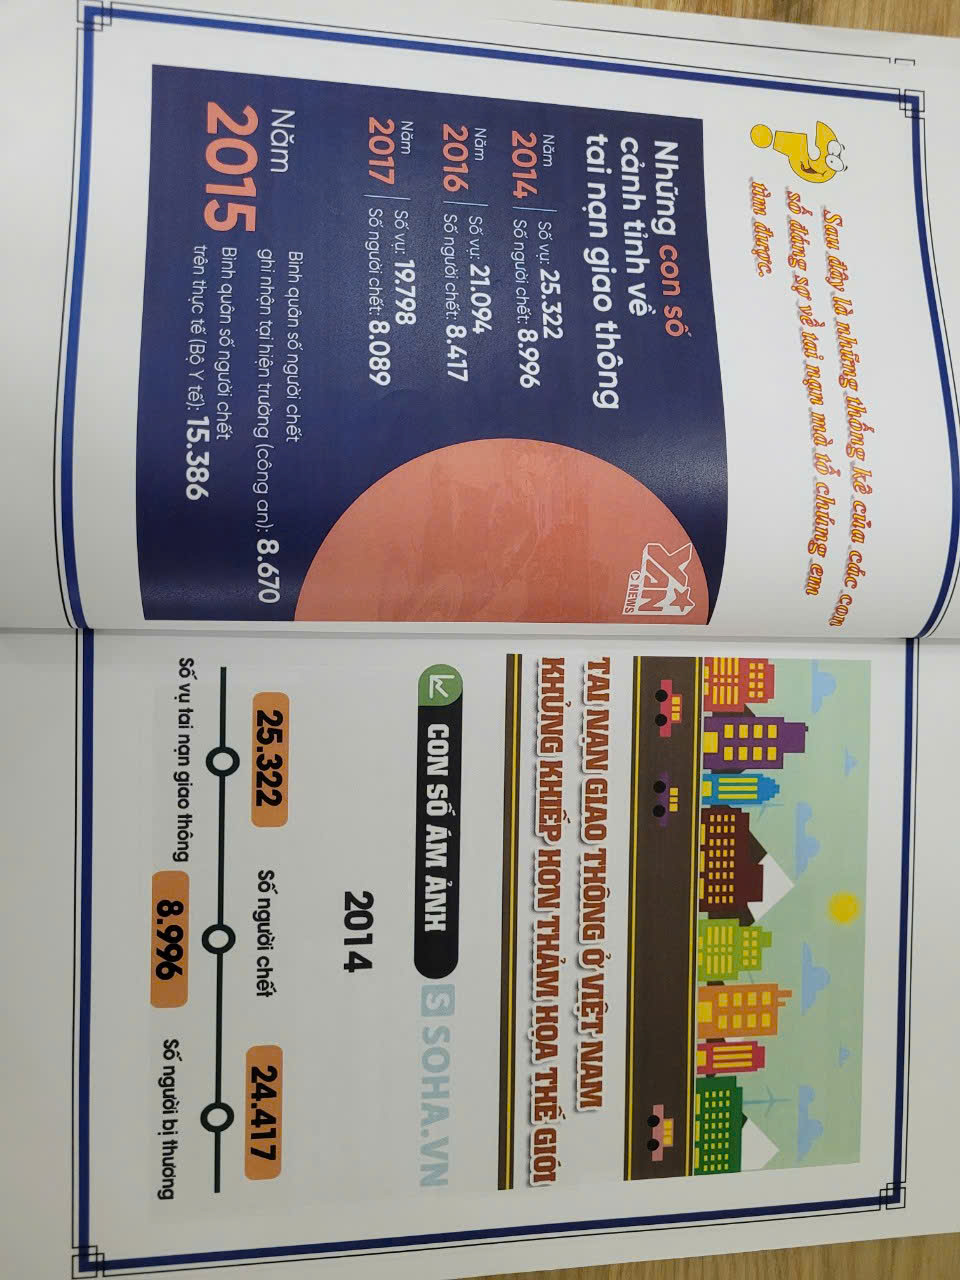 Sau đây là những thống kê của các con
số đáng sợ về tai nạn mà tổ chúng em
tìm được.
Những con số
cảnh tỉnh về
tai nạn giao thông
Năm
2014
Số vụ: 25.322
Số người chết: 8.996
Năm
2016
Số vụ: 21.094
Số người chết: 8.417
Năm
2017
Số vụ: 19.798
Số người chết: 8.089
Năm
2015
Bình quân số người chết
ghi nhận tại hiện trường (công an): 8.670
Bình quân số người chết
trên thực tế (Bộ Y tế): 15.386
YAN
NEWS
TAI NẠN GIAO THÔNG Ở VIỆT NAM
KHỦNG KHIẾP HƠN THẢM HỌA THẾ GIỚI
CON SỐ ÁM ẢNH
S SOHA.VN
2014
25.322
Số vụ tai nạn giao thông
Số người chết
8.996
24.417
Số người bị thương